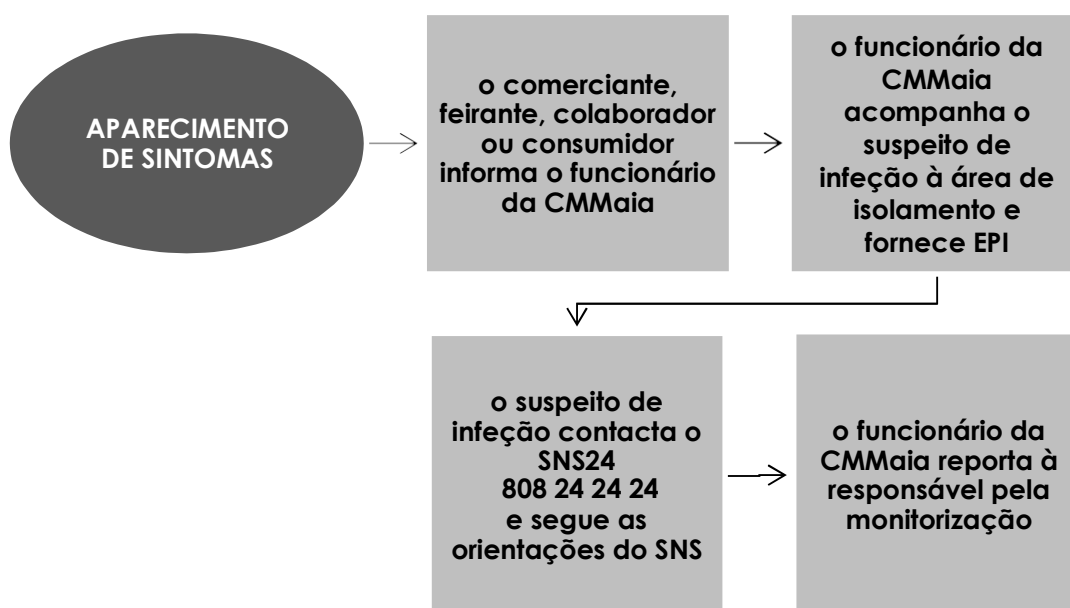 APARECIMENTO
DE SINTOMAS
o comerciante,
feirante, colaborador
ou consumidor
informa o funcionário
da CMMaia
o funcionário da
CMMaia
acompanha o
suspeito de
infeção à área de
isolamento e
fornece EPI
o suspeito de
infeção contacta o
SNS24
808 24 24 24
e segue as
orientações do SNS
o funcionário da
CMMaia reporta à
responsável pela
monitorização